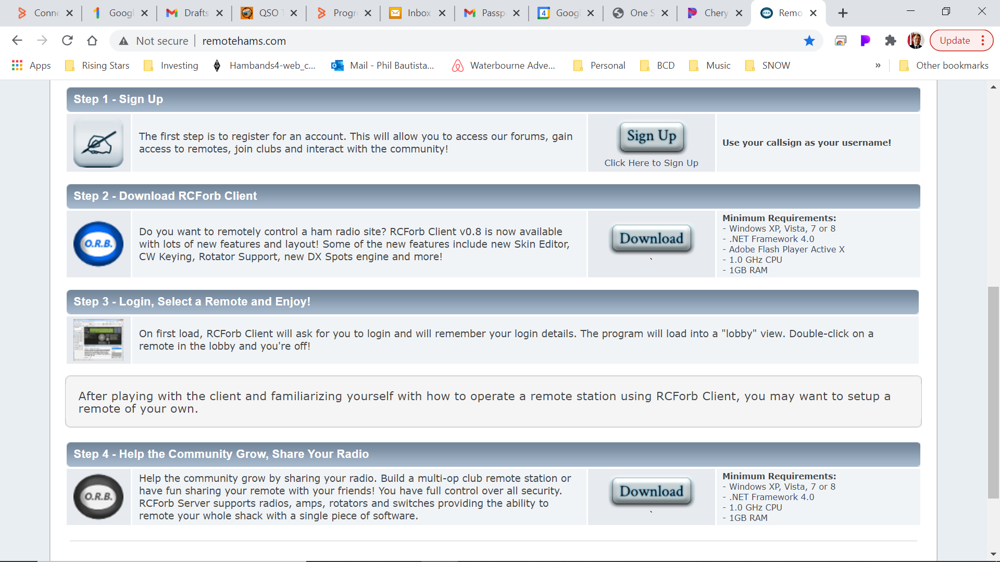 Conne
Googl
Drafts
QSO
Progr
Inbox
Passp
4
Googl
One S
Chery
Remo
Not secure
remotehams.com
Update
Apps
Rising Stars
Investing
Hambands4-web_c...
Mail - Phil Bautista...
Waterbourne Adve...
Personal
BCD
Music
SNOW
»
Other bookmarks
Step 1 - Sign Up
The first step is to register for an account. This will allow you to access our forums, gain
access to remotes, join clubs and interact with the community!
Sign Up
Click Here to Sign Up
Use your callsign as your username!
Step 2 - Download RCForb Client
O.R.B.
Do you want to remotely control a ham radio site? RCForb Client v0.8 is now available
with lots of new features and layout! Some of the new features include new Skin Editor,
CW Keying, Rotator Support, new DX Spots engine and more!
Download
`
Minimum Requirements:
- Windows XP, Vista, 7 or 8
- .NET Framework 4.0
- Adobe Flash Player Active X
- 1.0 GHz CPU
- 1GB RAM
Step 3 - Login, Select a Remote and Enjoy!
On first load, RCForb Client will ask for you to login and will remember your login details. The program will load into a "lobby" view. Double-click on a
remote in the lobby and you're off!
After playing with the client and familiarizing yourself with how to operate a remote station using RCForb Client, you may want to setup a
remote of your own.
Step 4 - Help the Community Grow, Share Your Radio
O.R.B.
Help the community grow by sharing your radio. Build a multi-op club remote station or
have fun sharing your remote with your friends! You have full control over all security.
RCForb Server supports radios, amps, rotators and switches providing the ability to
remote your whole shack with a single piece of software.
Download
`
Minimum Requirements:
- Windows XP, Vista, 7 or 8
- .NET Framework 4.0
- 1.0 GHz CPU
- 1GB RAM